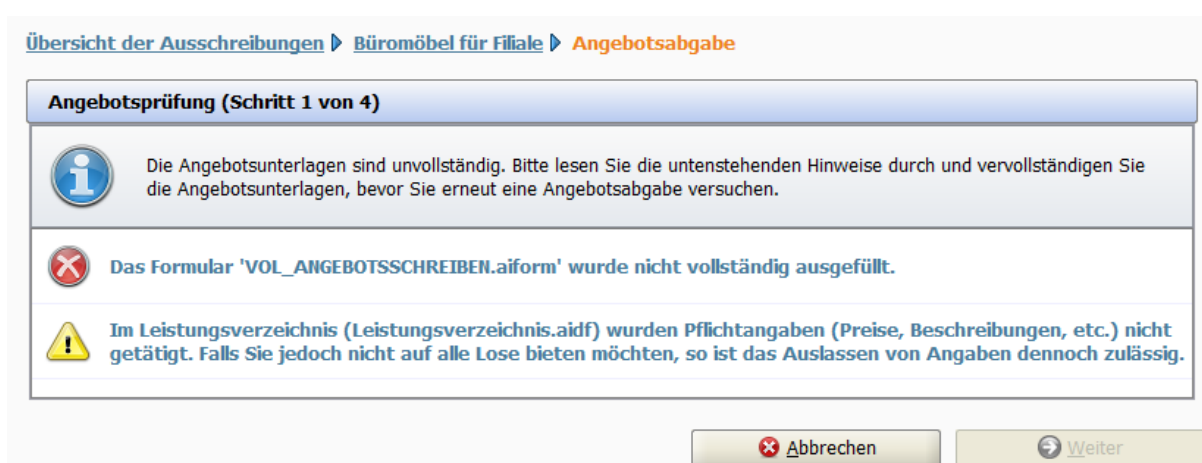 Übersicht der Ausschreibungen Büromöbel für Filiale Angebotsabgabe
Angebotsprüfung (Schritt 1 von 4)
Die Angebotsunterlagen sind unvollständig. Bitte lesen Sie die untenstehenden Hinweise durch und vervollständigen Sie
die Angebotsunterlagen, bevor Sie erneut eine Angebotsabgabe versuchen.
Das Formular 'VOL_ANGEBOTSSCHREIBEN.aiform' wurde nicht vollständig ausgefüllt.
Im Leistungsverzeichnis (Leistungsverzeichnis.aidf) wurden Pflichtangaben (Preise, Beschreibungen, etc.) nicht
getätigt. Falls Sie jedoch nicht auf alle Lose bieten möchten, so ist das Auslassen von Angaben dennoch zulässig.
Abbrechen Weiter